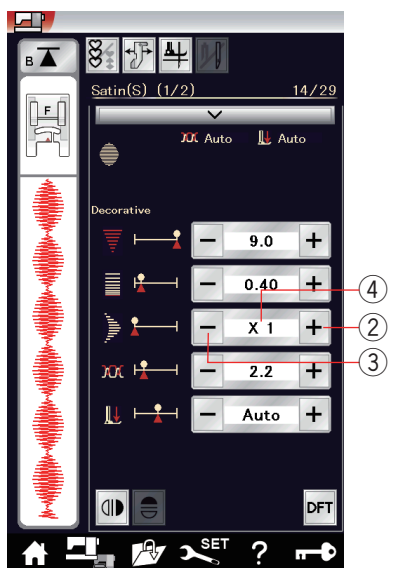 B
Satin(S) (1/2) 14/29
F
Auto Auto
Decorative
9.0
0.40
④
X 1
②
③
2.2
Auto
DFT
SET
?